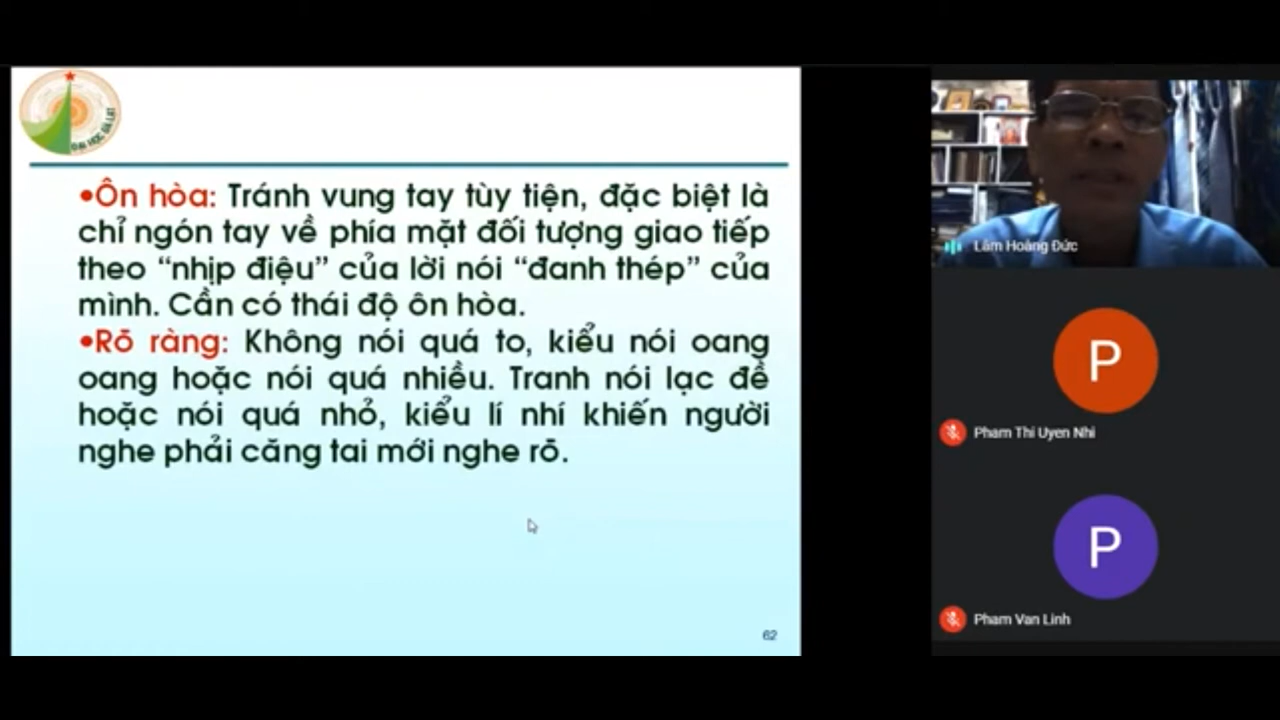 ĐẠI HỌC ĐÀ LẠT
•Ôn hòa: Tránh vung tay tùy tiện, đặc biệt là
chỉ ngón tay về phía mặt đối tượng giao tiếp
theo “nhịp điệu” của lời nói “đanh thép” của
mình. Cần có thái độ ôn hòa.
•Rõ ràng: Không nói quá to, kiểu nói oang
oang hoặc nói quá nhiều. Tranh nói lạc đề
hoặc nói quá nhỏ, kiểu lí nhí khiến người
nghe phải căng tai mới nghe rõ.
62
Lâm Hoàng Đức
P
Pham Thi Uyen Nhi
P
Pham Van Linh